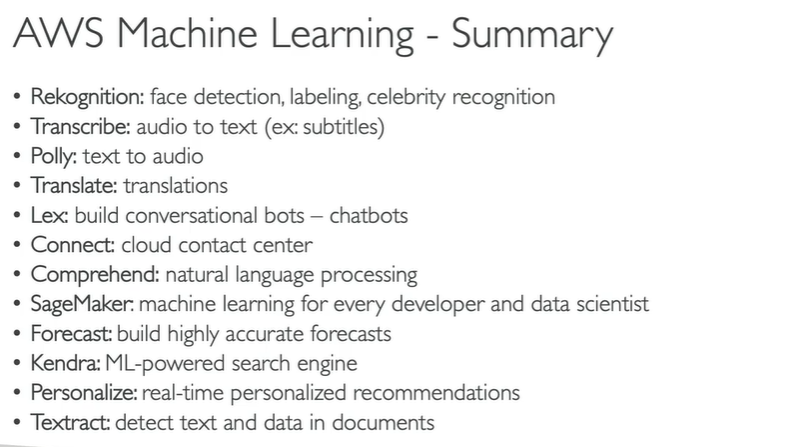 AWS Machine Learning - Summary
• Rekognition: face detection, labeling, celebrity recognition
• Transcribe: audio to text (ex: subtitles)
• Polly: text to audio
• Translate: translations
• Lex: build conversational bots – chatbots
• Connect: cloud contact center
• Comprehend: natural language processing
• SageMaker: machine learning for every developer and data scientist
• Forecast: build highly accurate forecasts
• Kendra: ML-powered search engine
• Personalize: real-time personalized recommendations
• Textract: detect text and data in documents